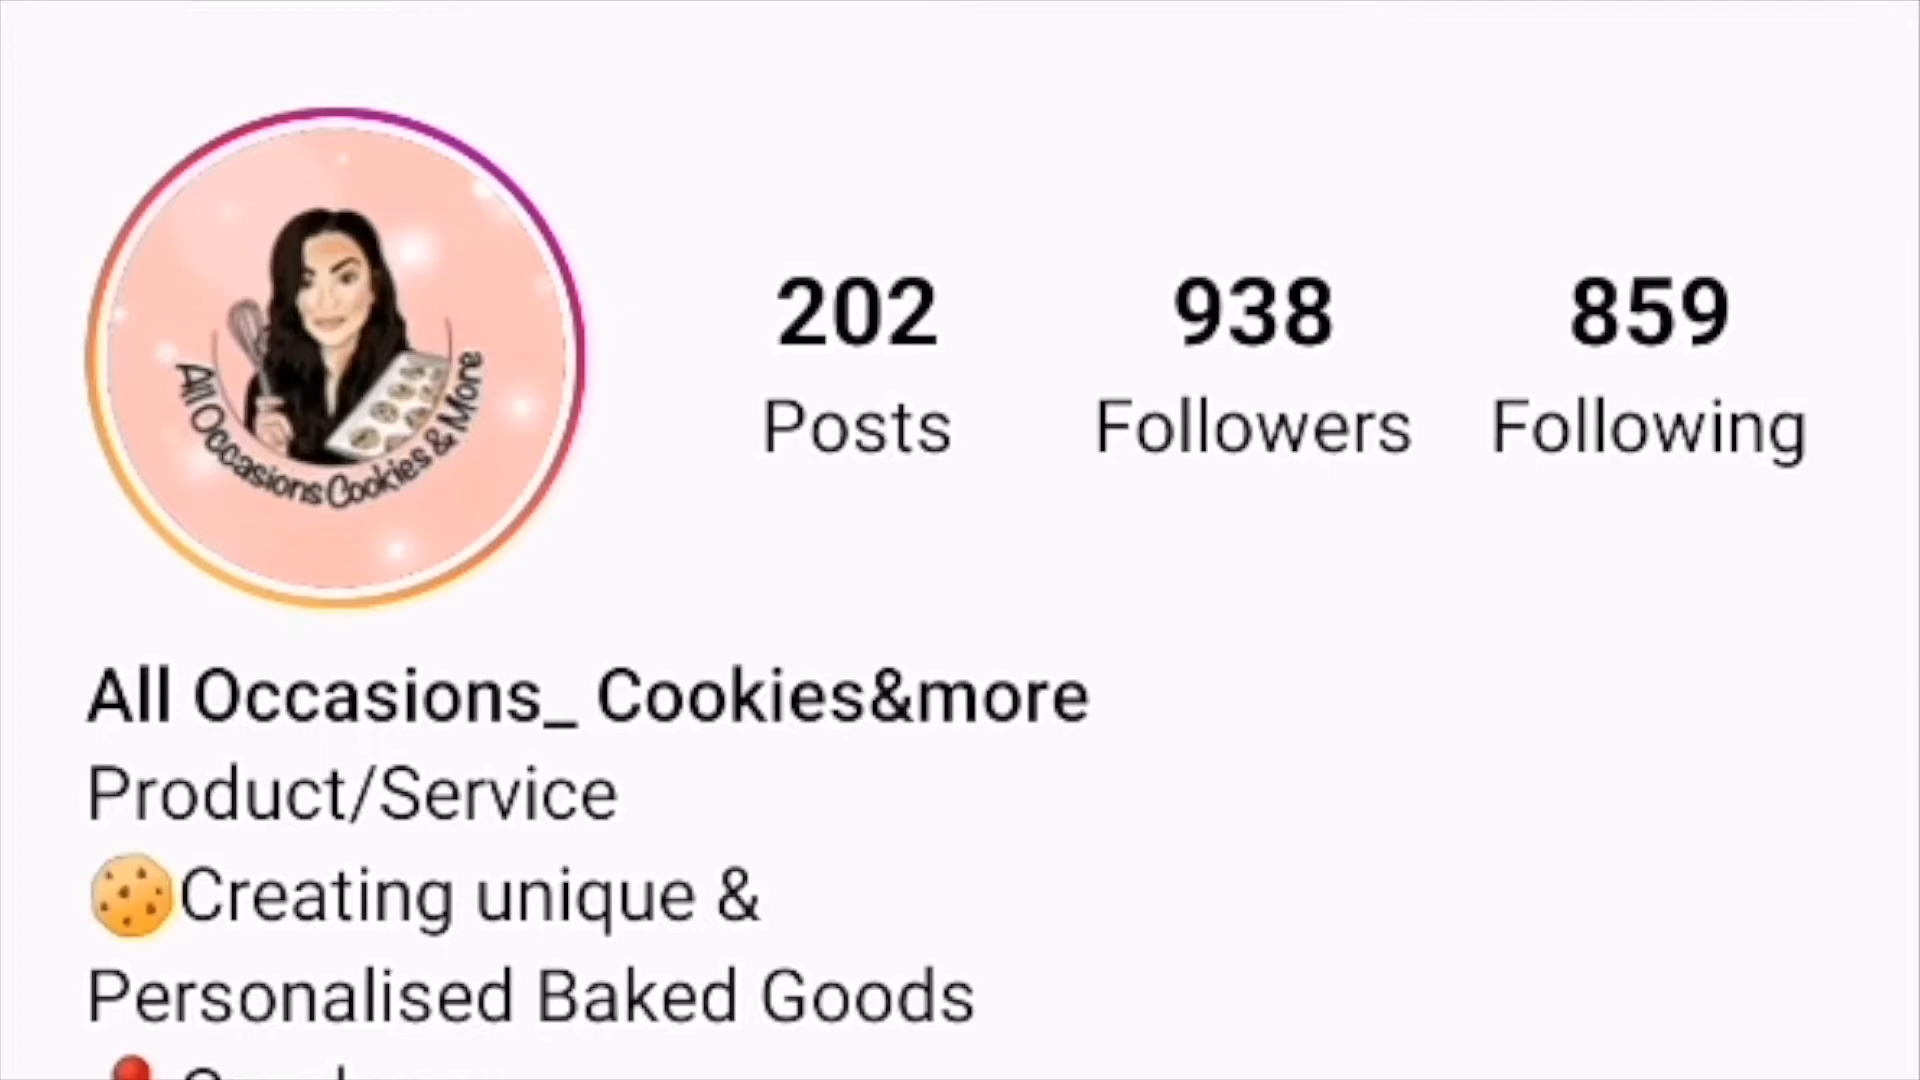 All Occasions Cookies & More
202 938 859
Posts Followers Following
All Occasions_ Cookies&more
Product/Service
🍪Creating unique &
Personalised Baked Goods